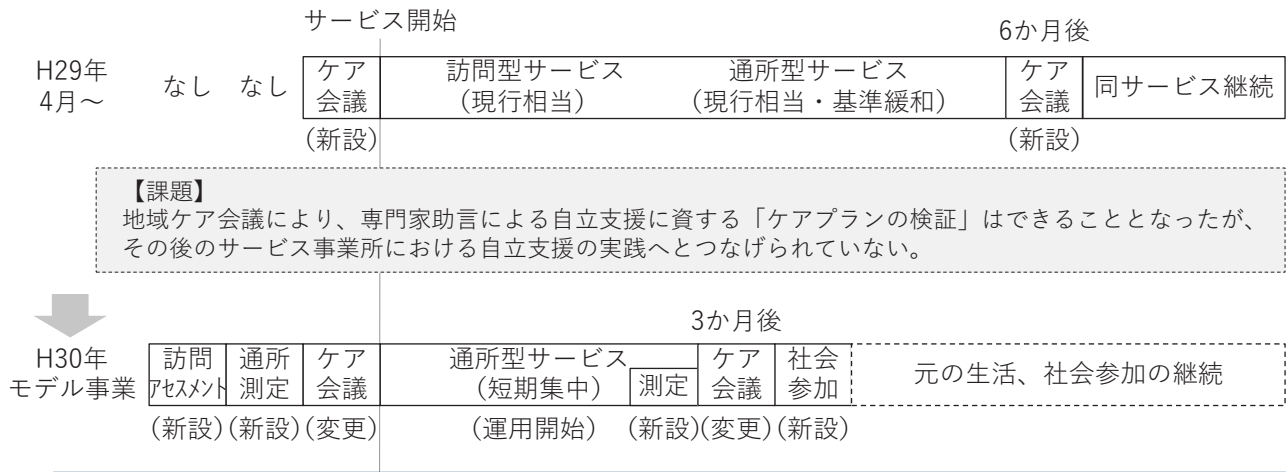 サービス開始
6か月後
H29年
4月～
なし
なし
ケア
会議
訪問型サービス
(現行相当)
通所型サービス
(現行相当・基準緩和)
ケア
会議
同サービス継続
(新設)
(新設)
【課題】
地域ケア会議により、専門家助言による自立支援に資する「ケアプランの検証」はできることとなったが、
その後のサービス事業所における自立支援の実践へとつなげられていない。
3か月後
H30年
モデル事業
訪問
ｱｾｽﾒﾝﾄ
通所
測定
ケア
会議
通所型サービス
(短期集中)
測定
ケア
会議
社会
参加
元の生活、社会参加の継続
(新設)
(新設)
(変更)
(運用開始)
(新設)
(変更)
(新設)